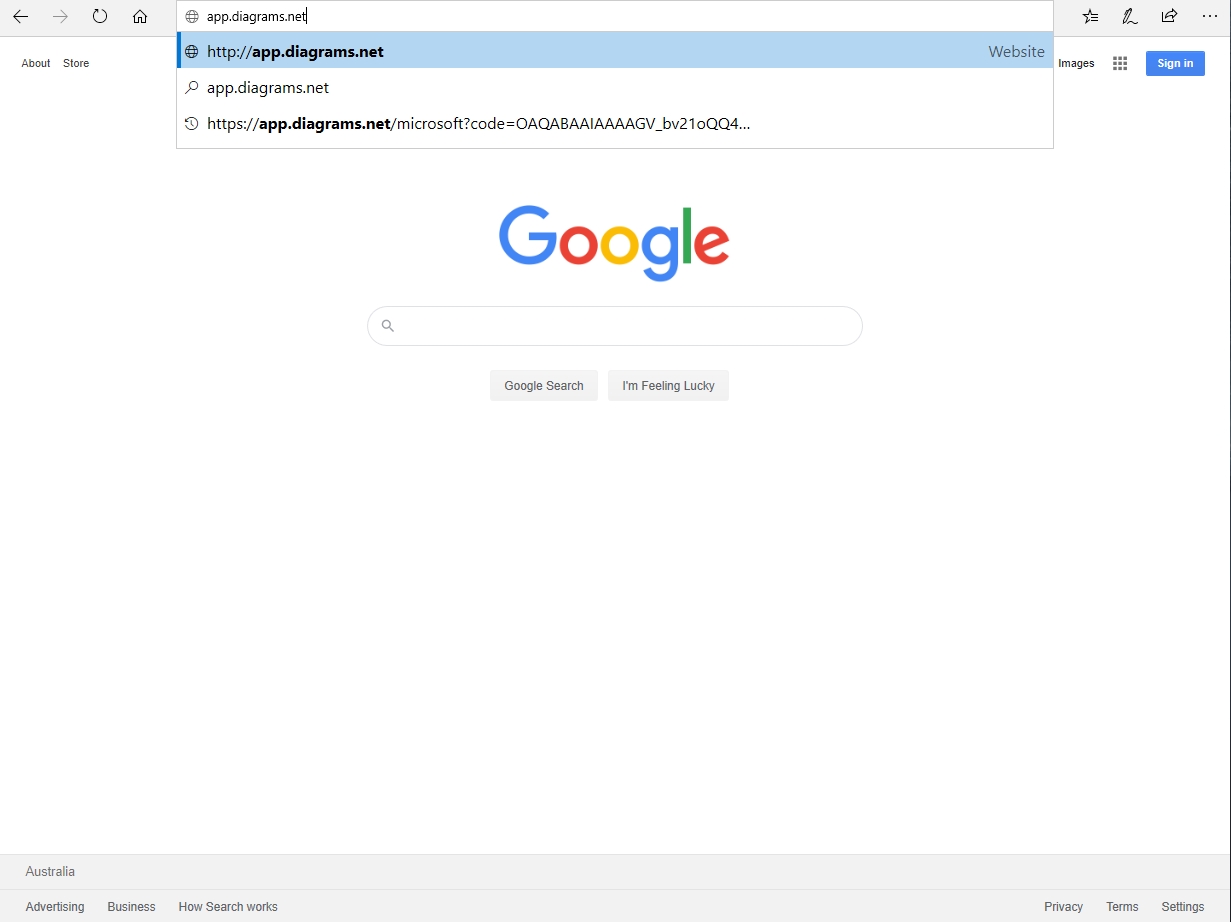 app.diagrams.net
http://app.diagrams.net Website
app.diagrams.net
https://app.diagrams.net/microsoft?code=OAQABAAIAAAAGV_bv21oQQ4...
About Store Images Sign in
Google
Google Search I'm Feeling Lucky
Australia
Advertising Business How Search works Privacy Terms Settings